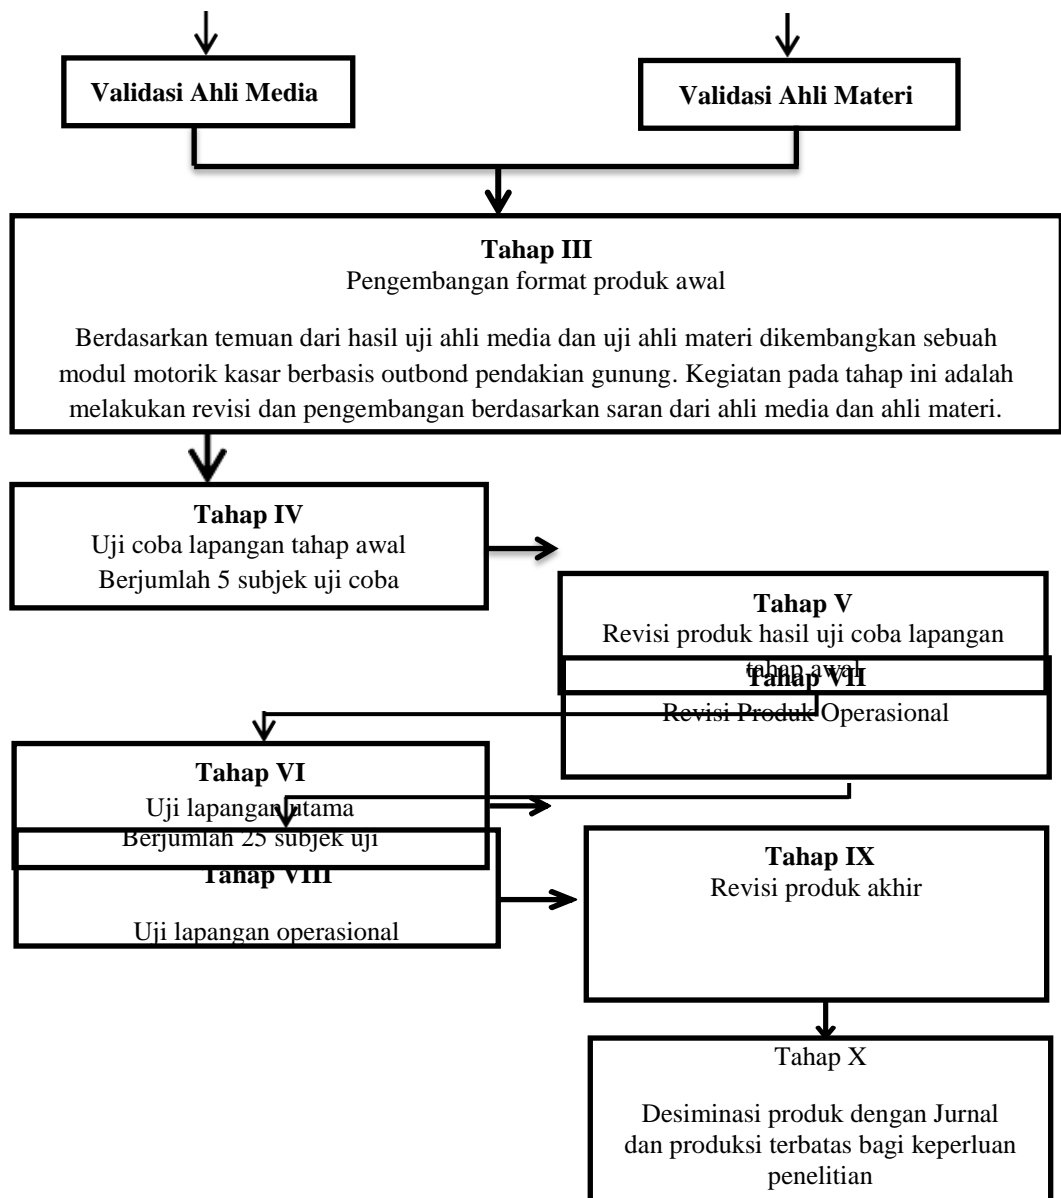 Validasi Ahli Media
Validasi Ahli Materi
Tahap III
Pengembangan format produk awal
Berdasarkan temuan dari hasil uji ahli media dan uji ahli materi dikembangkan sebuah
modul motorik kasar berbasis outbond pendakian gunung. Kegiatan pada tahap ini adalah
melakukan revisi dan pengembangan berdasarkan saran dari ahli media dan ahli materi.
Tahap IV
Uji coba lapangan tahap awal
Berjumlah 5 subjek uji coba
Tahap V
Revisi produk hasil uji coba lapangan
tahap awal
Tahap VII
Revisi Produk Operasional
Tahap VI
Uji lapangan utama
Berjumlah 25 subjek uji
Tahap VIII
Uji lapangan operasional
Tahap IX
Revisi produk akhir
Tahap X
Desiminasi produk dengan Jurnal
dan produksi terbatas bagi keperluan
penelitian